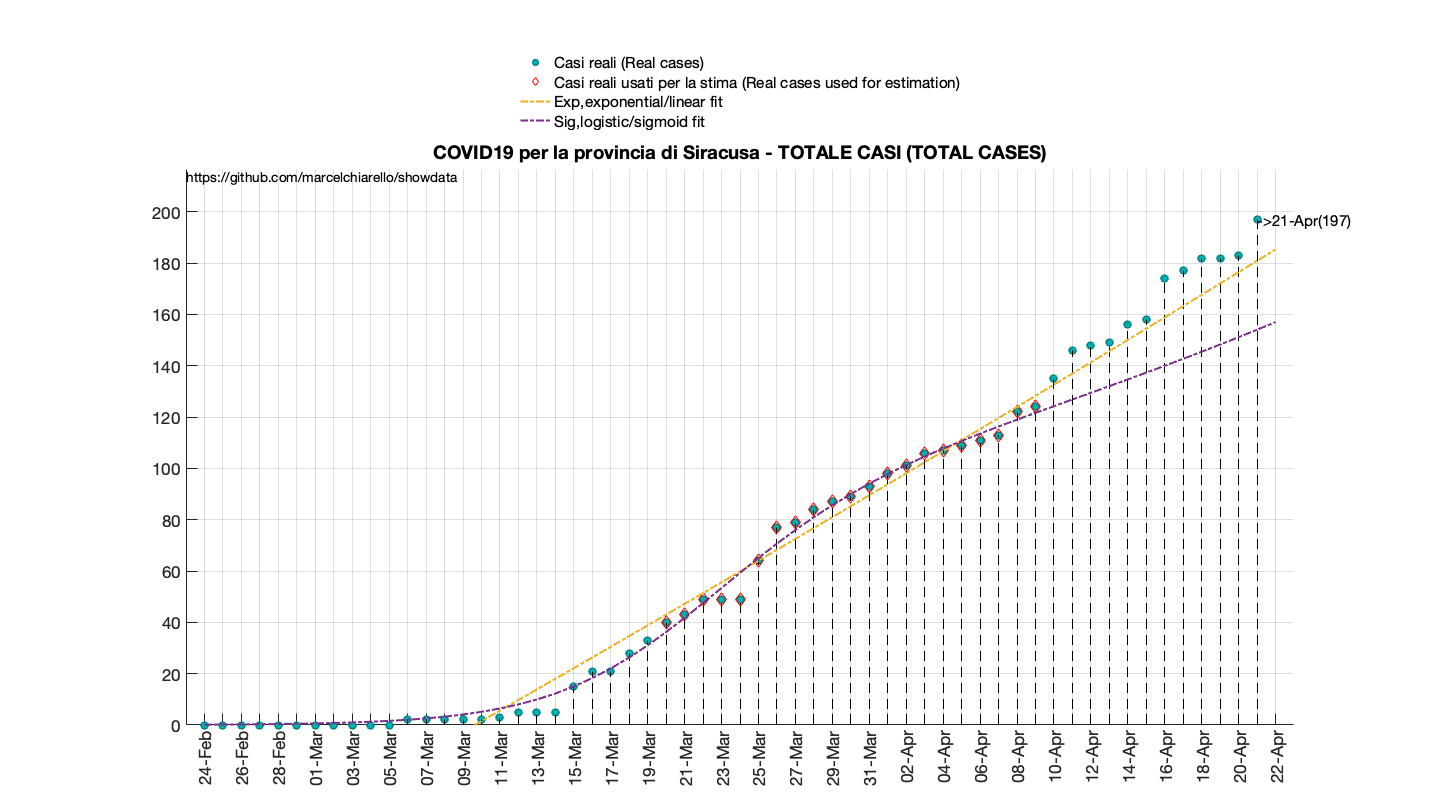 Casi reali (Real cases)
Casi reali usati per la stima (Real cases used for estimation)
Exp,exponential/linear fit
Sig,logistic/sigmoid fit
COVID19 per la provincia di Siracusa - TOTALE CASI (TOTAL CASES)
https://github.com/marcelchiarello/showdata
200
->21-Apr(197)
180
160
140
120
100
80
60
40
20
0
24-Feb
26-Feb
28-Feb
01-Mar
03-Mar
05-Mar
07-Mar
09-Mar
11-Mar
13-Mar
15-Mar
17-Mar
19-Mar
21-Mar
23-Mar
25-Mar
27-Mar
29-Mar
31-Mar
02-Apr
04-Apr
06-Apr
08-Apr
10-Apr
12-Apr
14-Apr
16-Apr
18-Apr
20-Apr
22-Apr